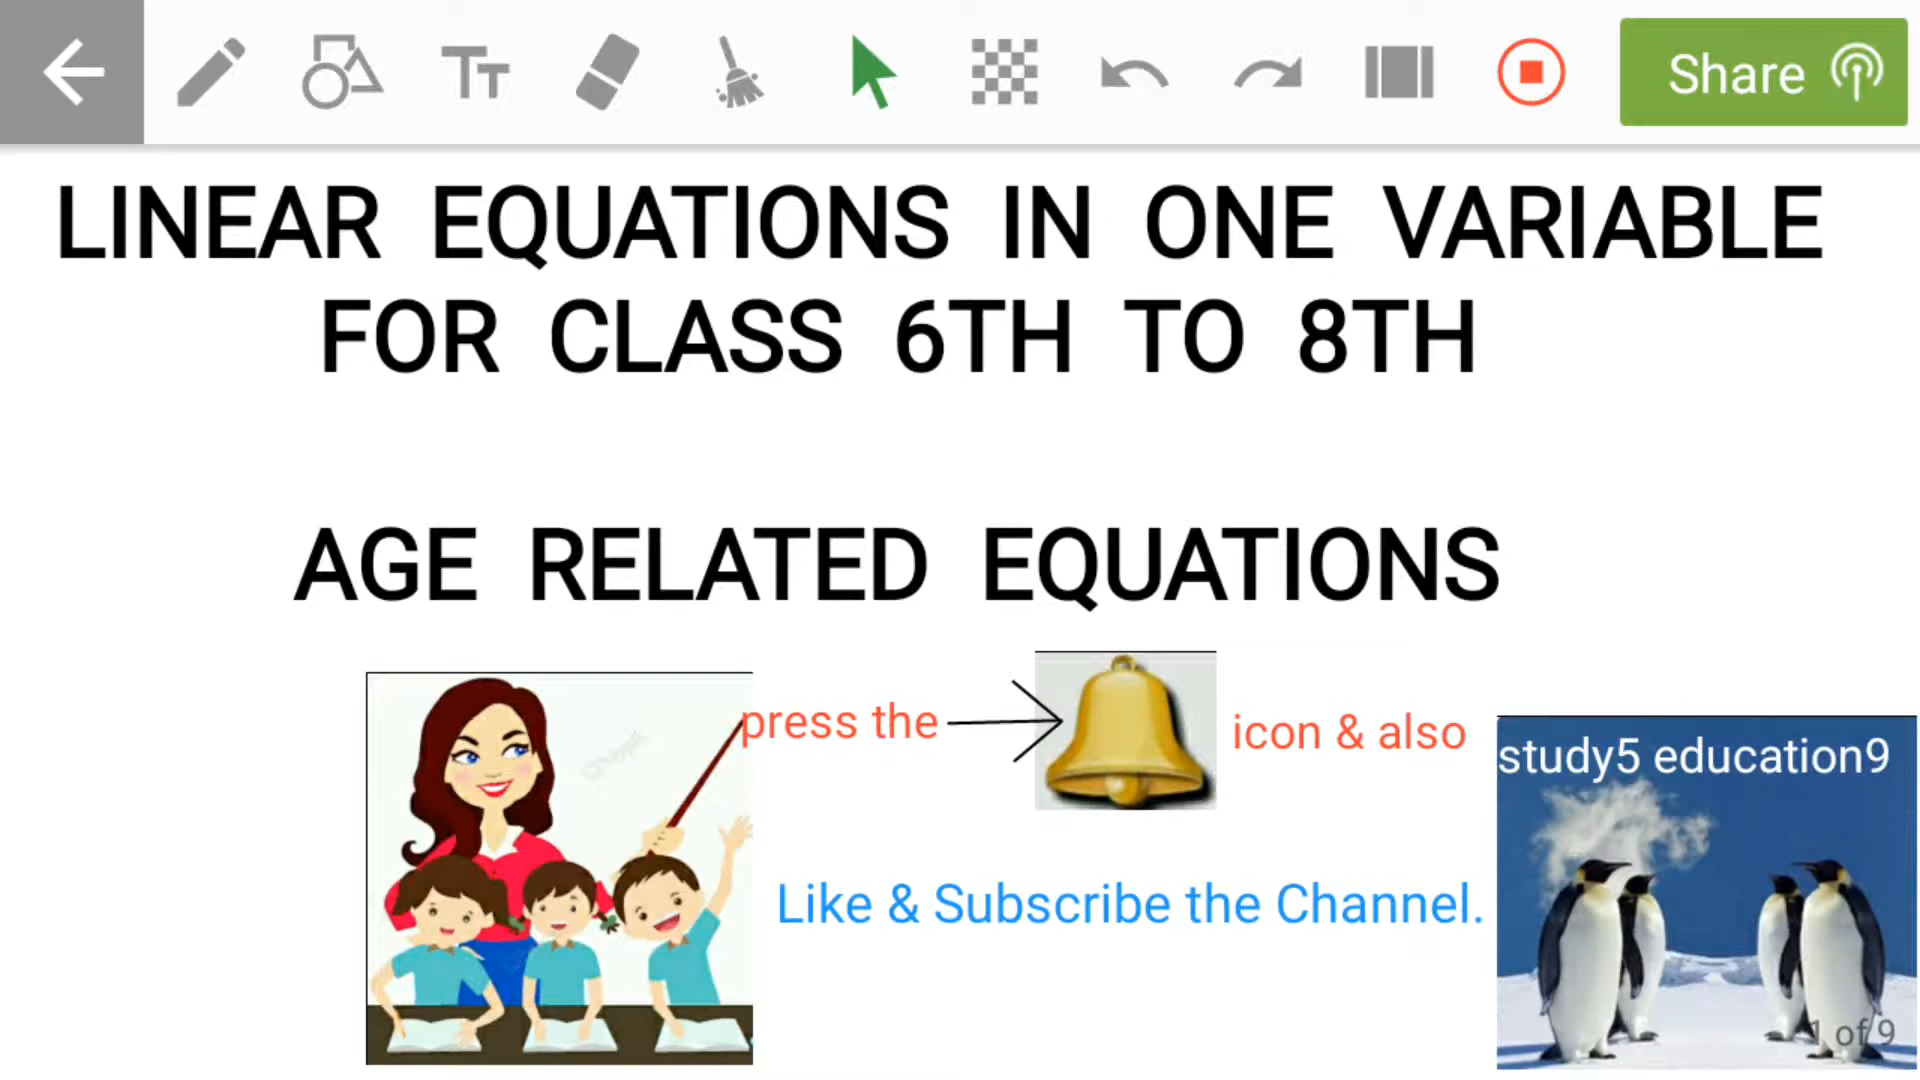 Share
LINEAR EQUATIONS IN ONE VARIABLE
FOR CLASS 6TH TO 8TH
AGE RELATED EQUATIONS
press the
icon & also
study5 education9
Like & Subscribe the Channel.
1 of 9